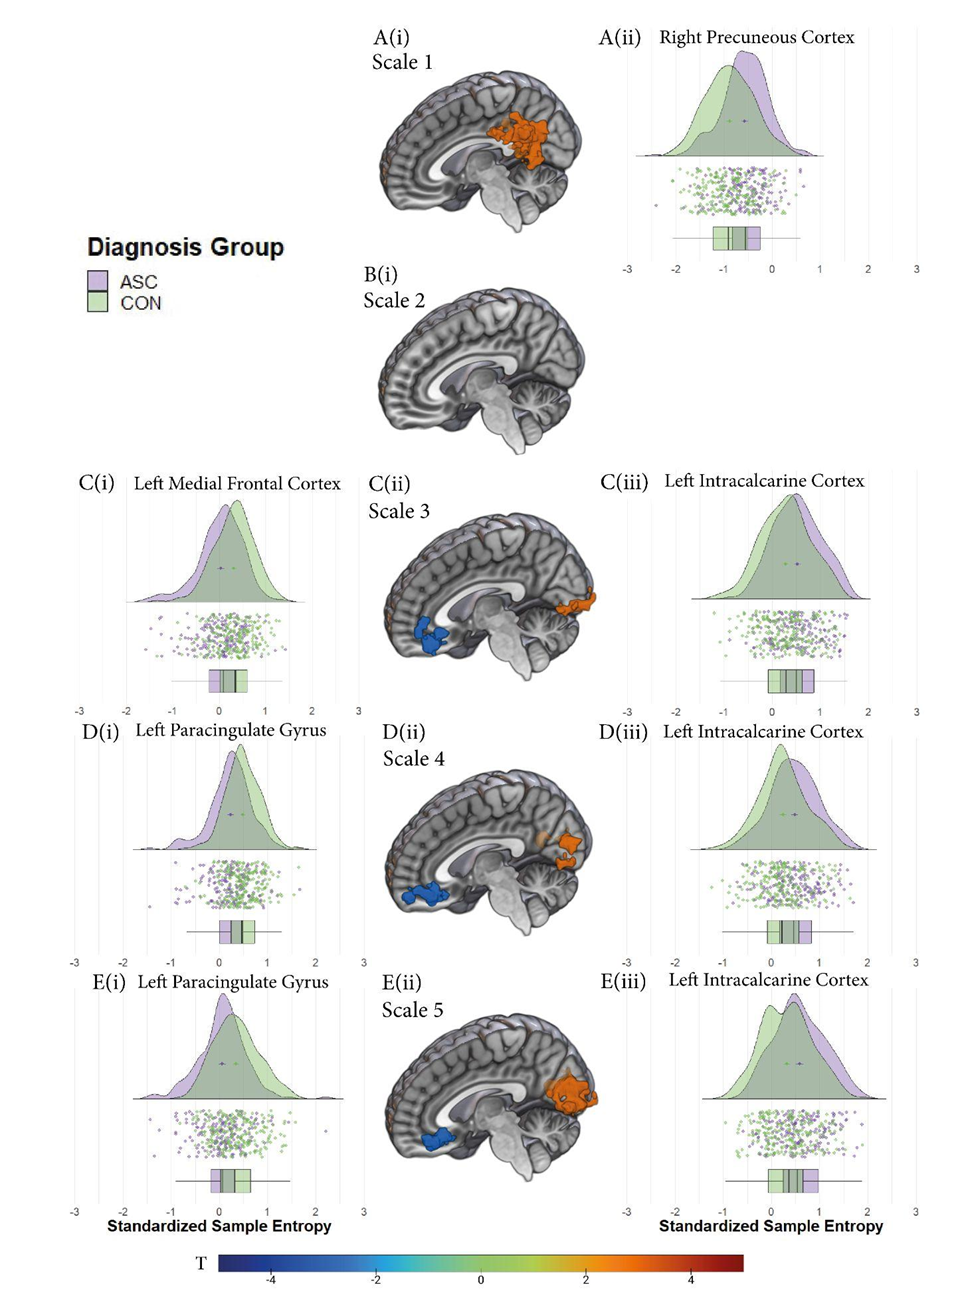 A(i)
Scale 1
A(ii) Right Precuneous Cortex
-3 -2 -1 0 1 2 3
Diagnosis Group
ASC
CON
B(i)
Scale 2
C(i) Left Medial Frontal Cortex
-3 -2 -1 0 1 2 3
C(ii)
Scale 3
C(iii) Left Intracalcarine Cortex
-3 -2 -1 0 1 2 3
D(i) Left Paracingulate Gyrus
-3 -2 -1 0 1 2 3
D(ii)
Scale 4
D(iii) Left Intracalcarine Cortex
-3 -2 -1 0 1 2 3
E(i) Left Paracingulate Gyrus
-3 -2 -1 0 1 2 3
Standardized Sample Entropy
E(ii)
Scale 5
E(iii) Left Intracalcarine Cortex
-3 -2 -1 0 1 2 3
Standardized Sample Entropy
T
-4 -2 0 2 4